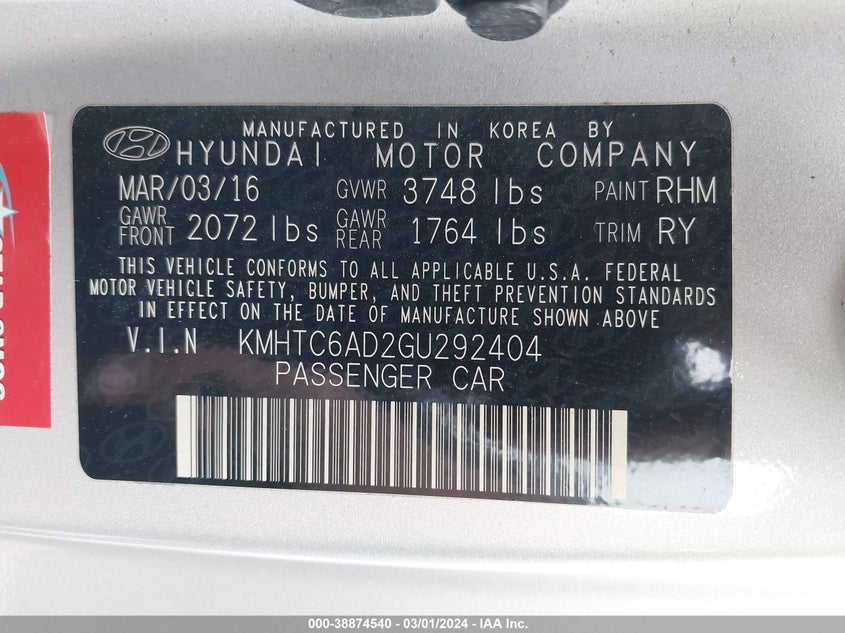 MANUFACTURED IN KOREA BY
HYUNDAI MOTOR COMPANY
MAR/03/16 GVWR 3748 lbs PAINT RHM
GAWR FRONT 2072 lbs GAWR REAR 1764 lbs TRIM RY
THIS VEHICLE CONFORMS TO ALL APPLICABLE U.S.A. FEDERAL
MOTOR VEHICLE SAFETY, BUMPER, AND THEFT PREVENTION STANDARDS
IN EFFECT ON THE DATE OF MANUFACTURE SHOWN ABOVE
V.I.N KMHTC6AD2GU292404
PASSENGER CAR
000-38874540 - 03/01/2024 - IAA Inc.